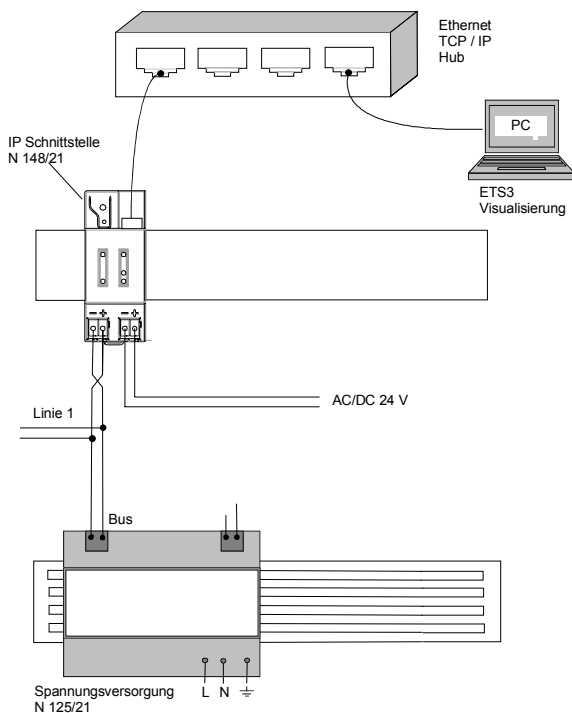 Ethernet
TCP / IP
Hub
PC
IP Schnittstelle
N 148/21
ETS3
Visualisierung
– + – +
AC/DC 24 V
Linie 1
Bus
L N
Spannungsversorgung
N 125/21